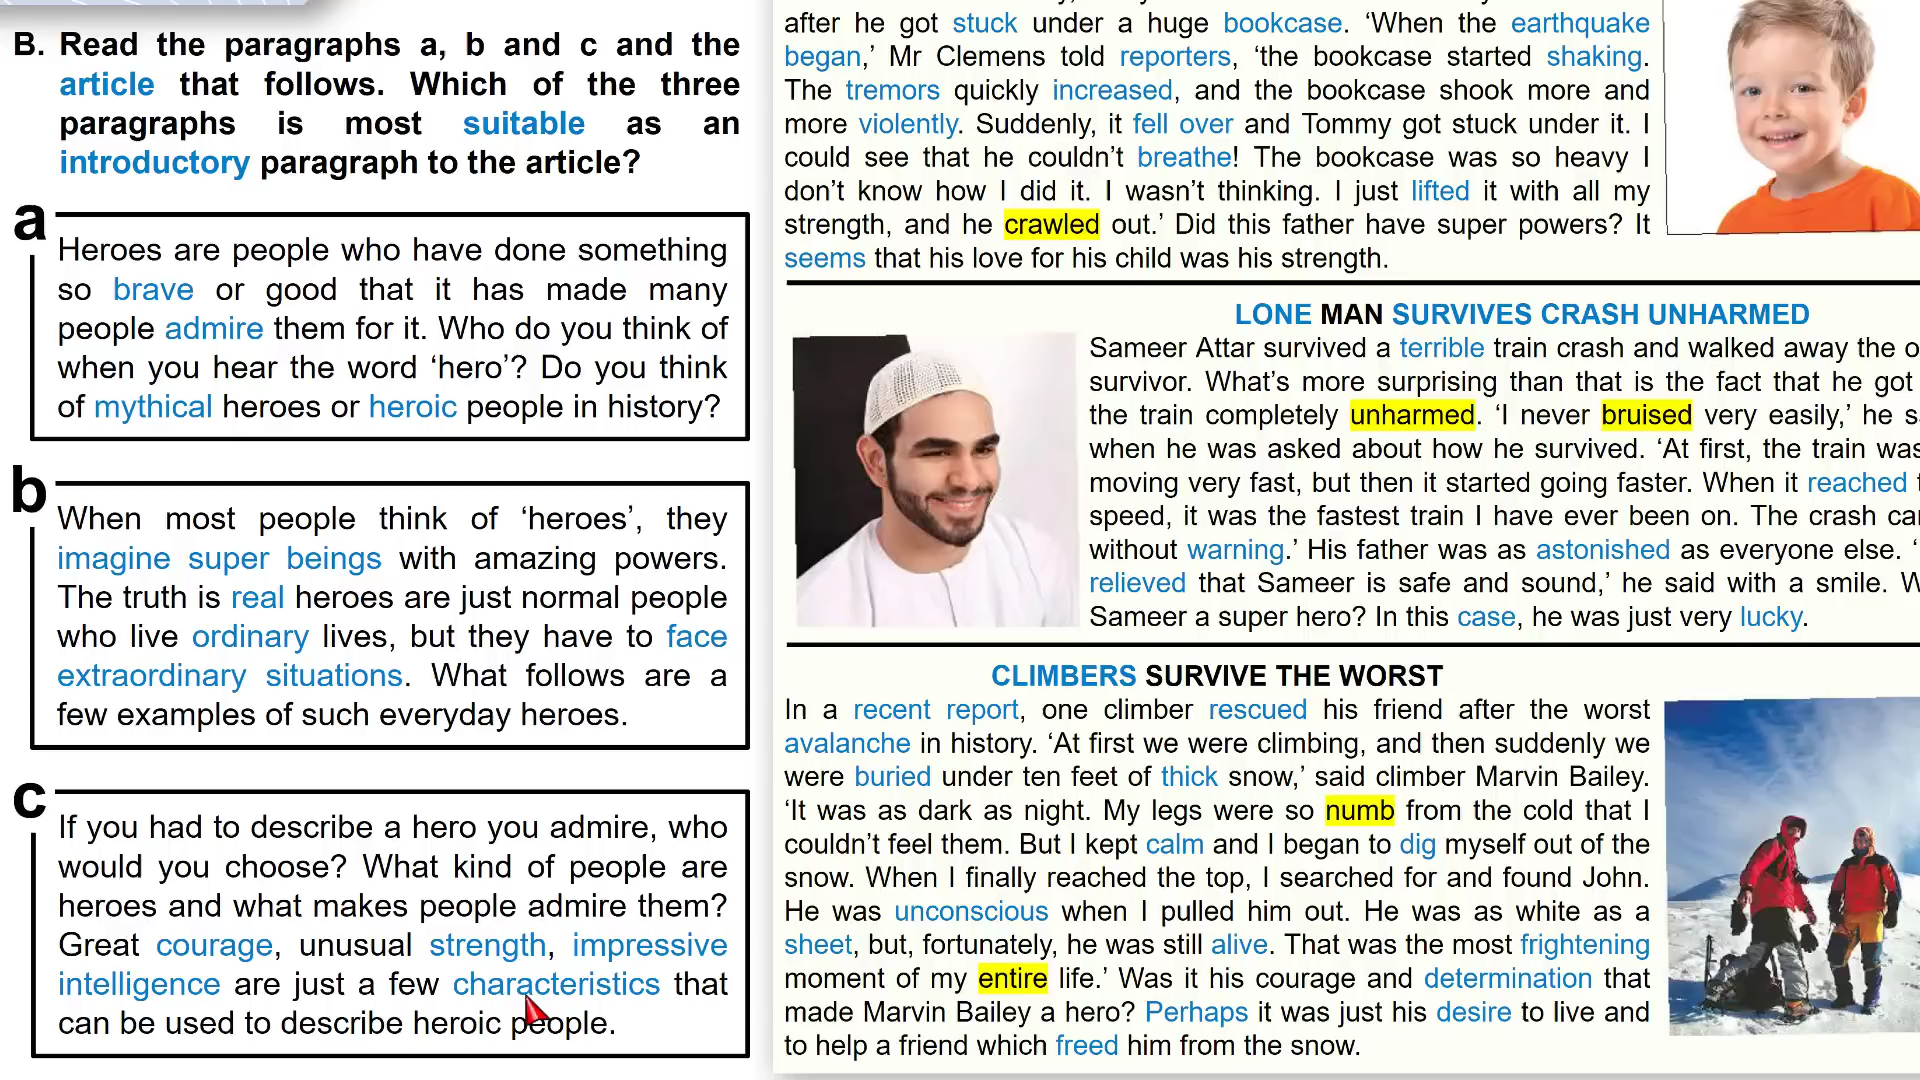 B. Read the paragraphs a, b and c and the
article that follows. Which of the three
paragraphs is most suitable as an
introductory paragraph to the article?
a
Heroes are people who have done something
so brave or good that it has made many
people admire them for it. Who do you think of
when you hear the word ‘hero’? Do you think
of mythical heroes or heroic people in history?
b
When most people think of ‘heroes’, they
imagine super beings with amazing powers.
The truth is real heroes are just normal people
who live ordinary lives, but they have to face
extraordinary situations. What follows are a
few examples of such everyday heroes.
c
If you had to describe a hero you admire, who
would you choose? What kind of people are
heroes and what makes people admire them?
Great courage, unusual strength, impressive
intelligence are just a few characteristics that
can be used to describe heroic people.
after he got stuck under a huge bookcase. ‘When the earthquake
began,’ Mr Clemens told reporters, ‘the bookcase started shaking.
The tremors quickly increased, and the bookcase shook more and
more violently. Suddenly, it fell over and Tommy got stuck under it. I
could see that he couldn’t breathe! The bookcase was so heavy I
don’t know how I did it. I wasn’t thinking. I just lifted it with all my
strength, and he crawled out.’ Did this father have super powers? It
seems that his love for his child was his strength.
LONE MAN SURVIVES CRASH UNHARMED
Sameer Attar survived a terrible train crash and walked away the
survivor. What’s more surprising than that is the fact that he got
the train completely unharmed. ‘I never bruised very easily,’ he
when he was asked about how he survived. ‘At first, the train was
moving very fast, but then it started going faster. When it reached
speed, it was the fastest train I have ever been on. The crash
without warning.’ His father was as astonished as everyone else.
relieved that Sameer is safe and sound,’ he said with a smile.
Sameer a super hero? In this case, he was just very lucky.
CLIMBERS SURVIVE THE WORST
In a recent report, one climber rescued his friend after the worst
avalanche in history. ‘At first we were climbing, and then suddenly we
were buried under ten feet of thick snow,’ said climber Marvin Bailey.
‘It was as dark as night. My legs were so numb from the cold that I
couldn’t feel them. But I kept calm and I began to dig myself out of the
snow. When I finally reached the top, I searched for and found John.
He was unconscious when I pulled him out. He was as white as a
sheet, but, fortunately, he was still alive. That was the most frightening
moment of my entire life.’ Was it his courage and determination that
made Marvin Bailey a hero? Perhaps it was just his desire to live and
to help a friend which freed him from the snow.